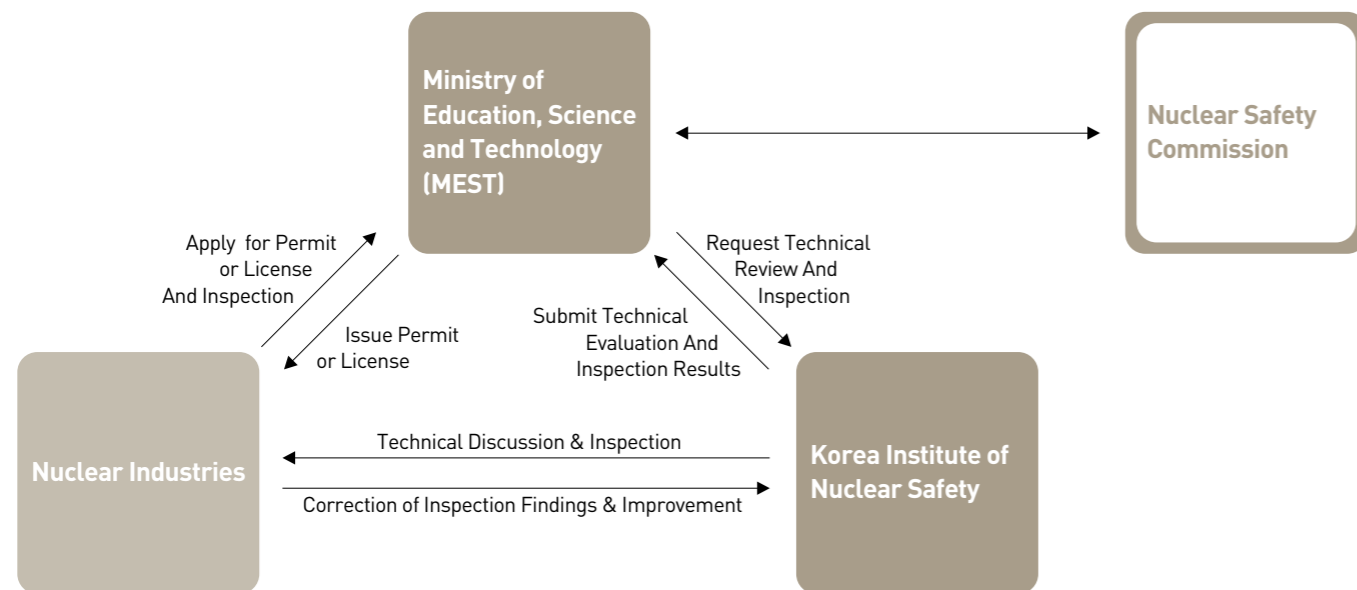 Ministry of
Education, Science
and Technology
(MEST)
Nuclear Safety
Commission
Apply for Permit
or License
And Inspection
Issue Permit
or License
Request Technical
Review And
Inspection
Submit Technical
Evaluation And
Inspection Results
Nuclear Industries
Technical Discussion & Inspection
Correction of Inspection Findings & Improvement
Korea Institute of
Nuclear Safety